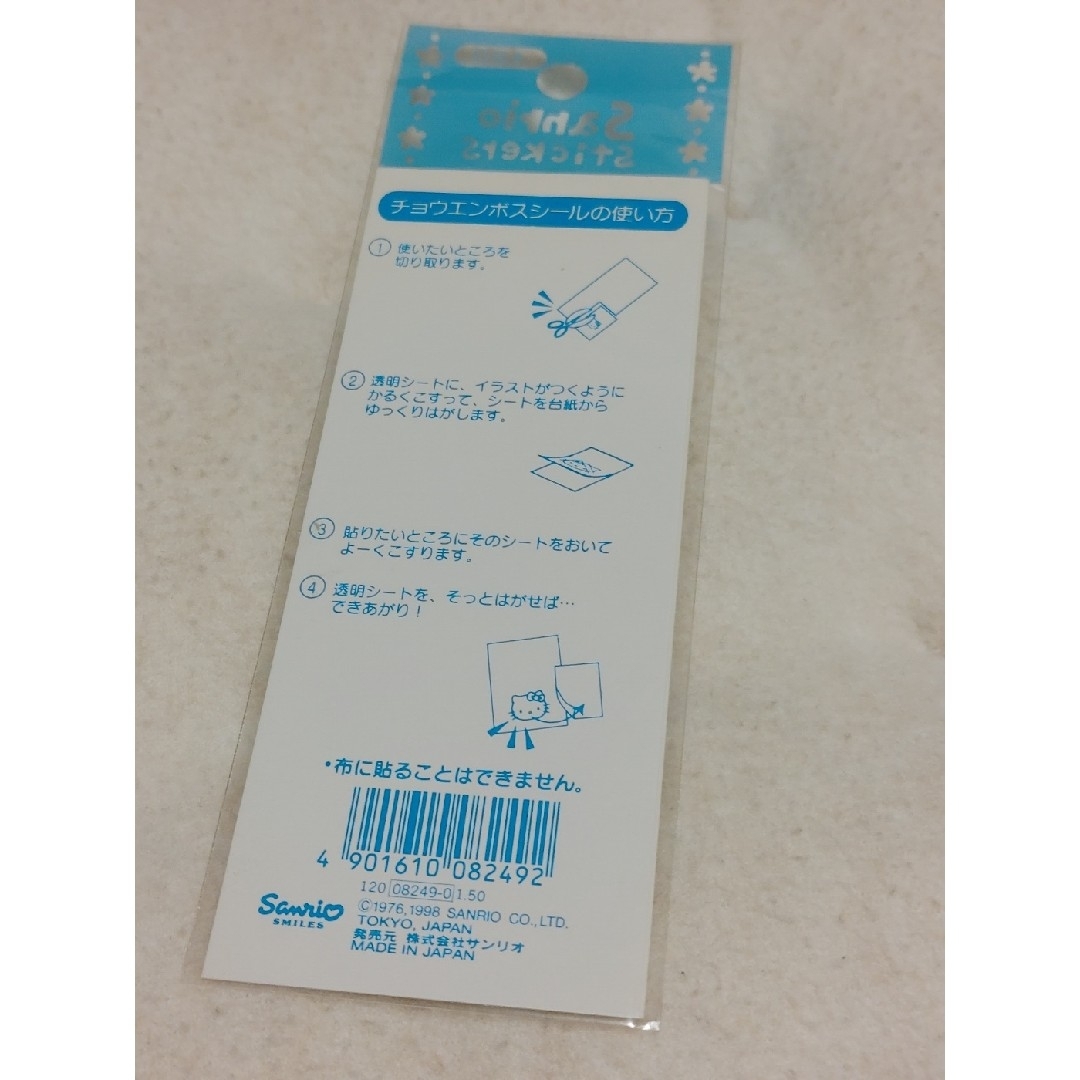 Sanrio
Stickers
チョウエンボスシールの使い方
① 使いたいところを
切り取ります。
② 透明シートに、イラストがつくように
かるくこすって、シートを台紙から
ゆっくりはがします。
③ 貼りたいところにそのシートをおいて
よーくこすります。
④ 透明シートを、そっとはがせば…
できあがり!
・布に貼ることはできません。
4 901610 082492
120 08249-0 1.50
Sanrio
SMILES
©1976,1998 SANRIO CO.,LTD.
TOKYO, JAPAN
発売元 株式会社サンリオ
MADE IN JAPAN